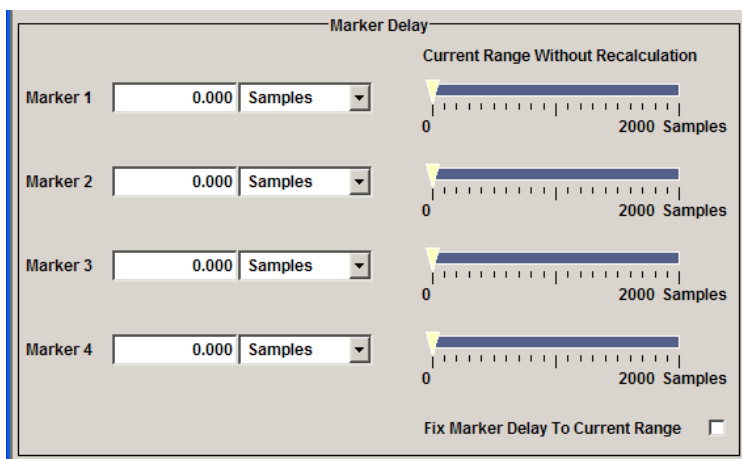 Marker Delay
Current Range Without Recalculation
Marker 1 0.000 Samples
0 2000 Samples
Marker 2 0.000 Samples
0 2000 Samples
Marker 3 0.000 Samples
0 2000 Samples
Marker 4 0.000 Samples
0 2000 Samples
Fix Marker Delay To Current Range